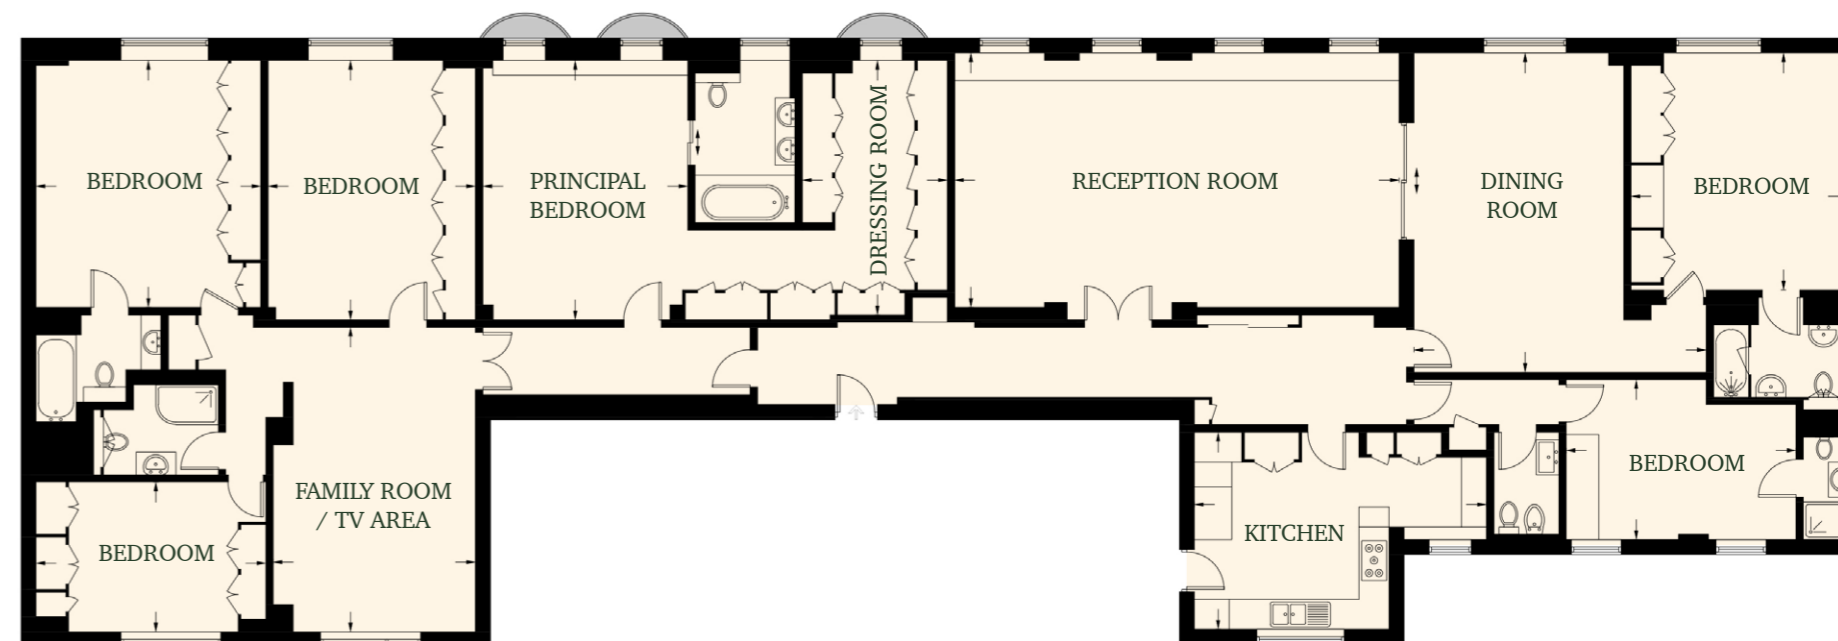 BEDROOM
BEDROOM
PRINCIPAL
BEDROOM
DRESSING ROOM
RECEPTION ROOM
DINING
ROOM
BEDROOM
FAMILY ROOM
/ TV AREA
BEDROOM
KITCHEN
BEDROOM